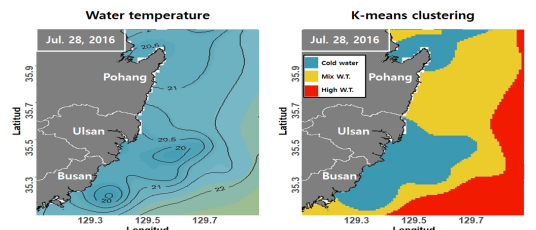 Water temperature
Jul. 28, 2016
20.5
21
Pohang
Ulsan
Busan
20.5
20
21
20
22
Latitud
35.9
35.7
35.5
35.3
129.3 129.5 129.7
Longitud
K-means clustering
Jul. 28, 2016
Cold water
Mix W.T.
High W.T.
Pohang
Ulsan
Busan
Latitud
35.9
35.7
35.5
35.3
129.3 129.5 129.7